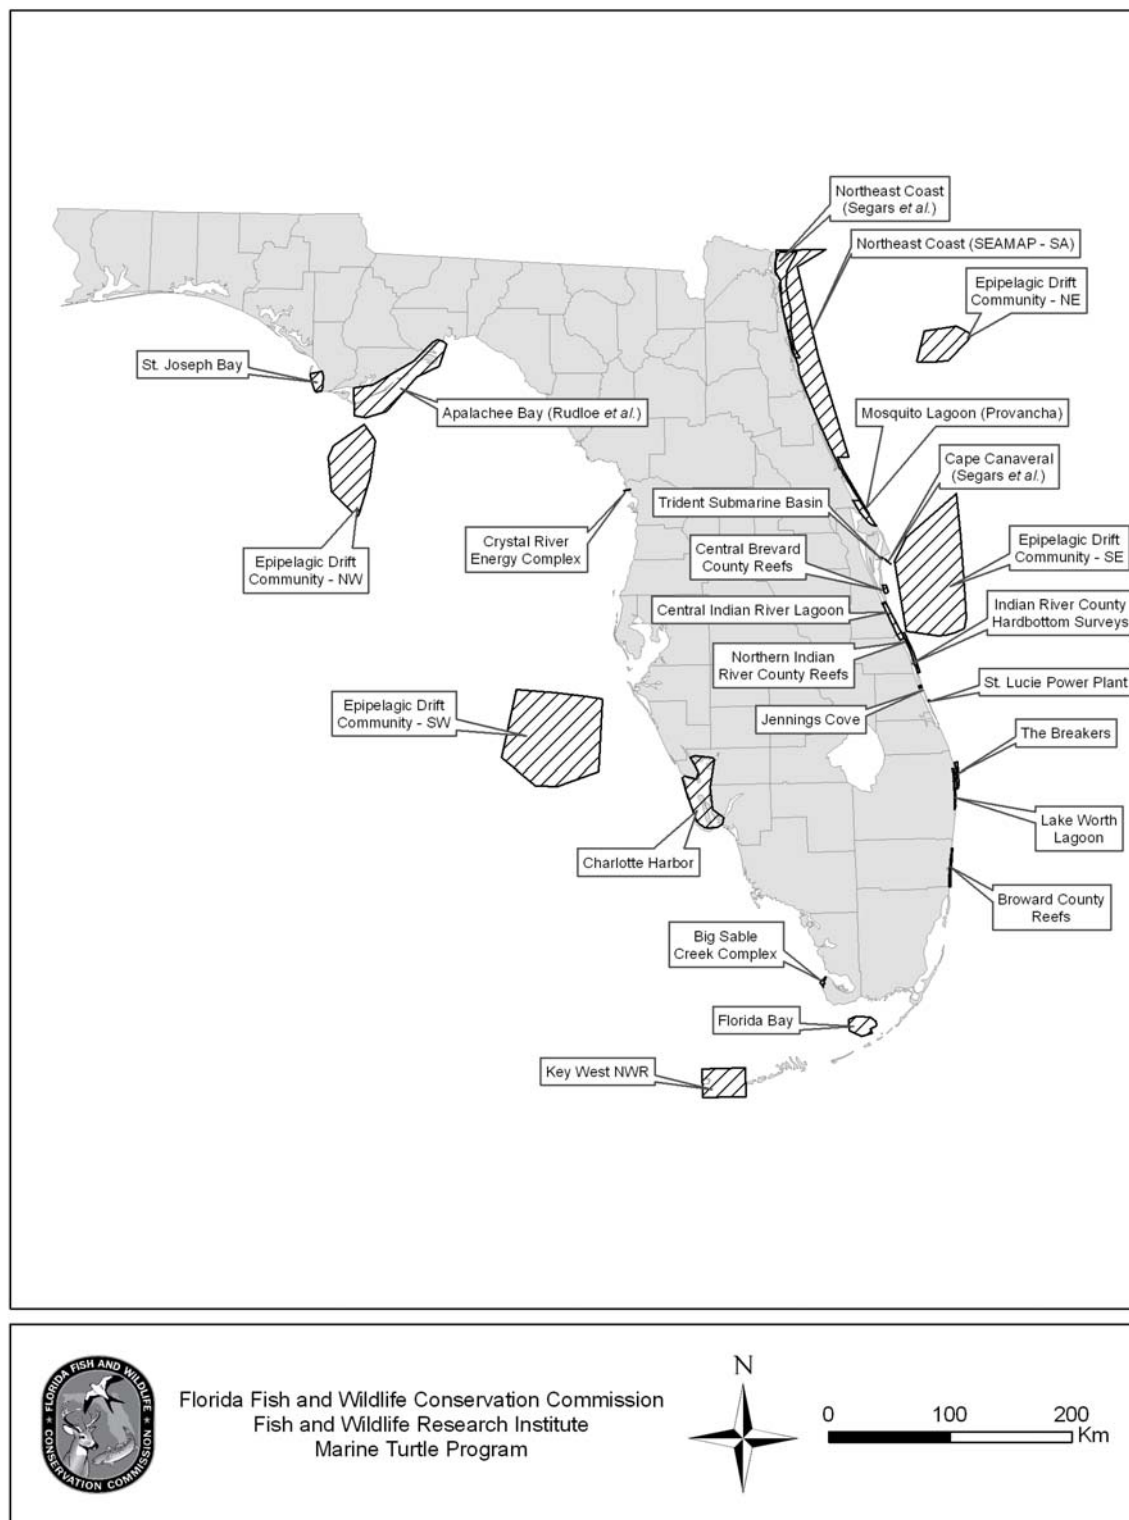 Northeast Coast
(Segars et al.)
Northeast Coast (SEAMAP - SA)
Epipelagic Drift
Community - NE
St. Joseph Bay
Apalachee Bay (Rudloe et al.)
Mosquito Lagoon (Provancha)
Cape Canaveral
(Segars et al.)
Trident Submarine Basin
Crystal River
Energy Complex
Central Brevard
County Reefs
Epipelagic Drift
Community - SE
Epipelagic Drift
Community - NW
Central Indian River Lagoon
Indian River County
Hardbottom Surveys
Northern Indian
River County Reefs
St. Lucie Power Plant
Epipelagic Drift
Community - SW
Jennings Cove
The Breakers
Lake Worth
Lagoon
Charlotte Harbor
Broward County
Reefs
Big Sable
Creek Complex
Florida Bay
Key West NWR
FLORIDA FISH AND WILDLIFE
CONSERVATION COMMISSION
Florida Fish and Wildlife Conservation Commission
Fish and Wildlife Research Institute
Marine Turtle Program
N
0 100 200
Km